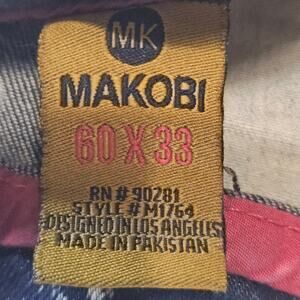 MK
MAKOBI
60 X 33
RN # 90281
STYLE # M1764
DESIGNED IN LOS ANGELES
MADE IN PAKISTAN